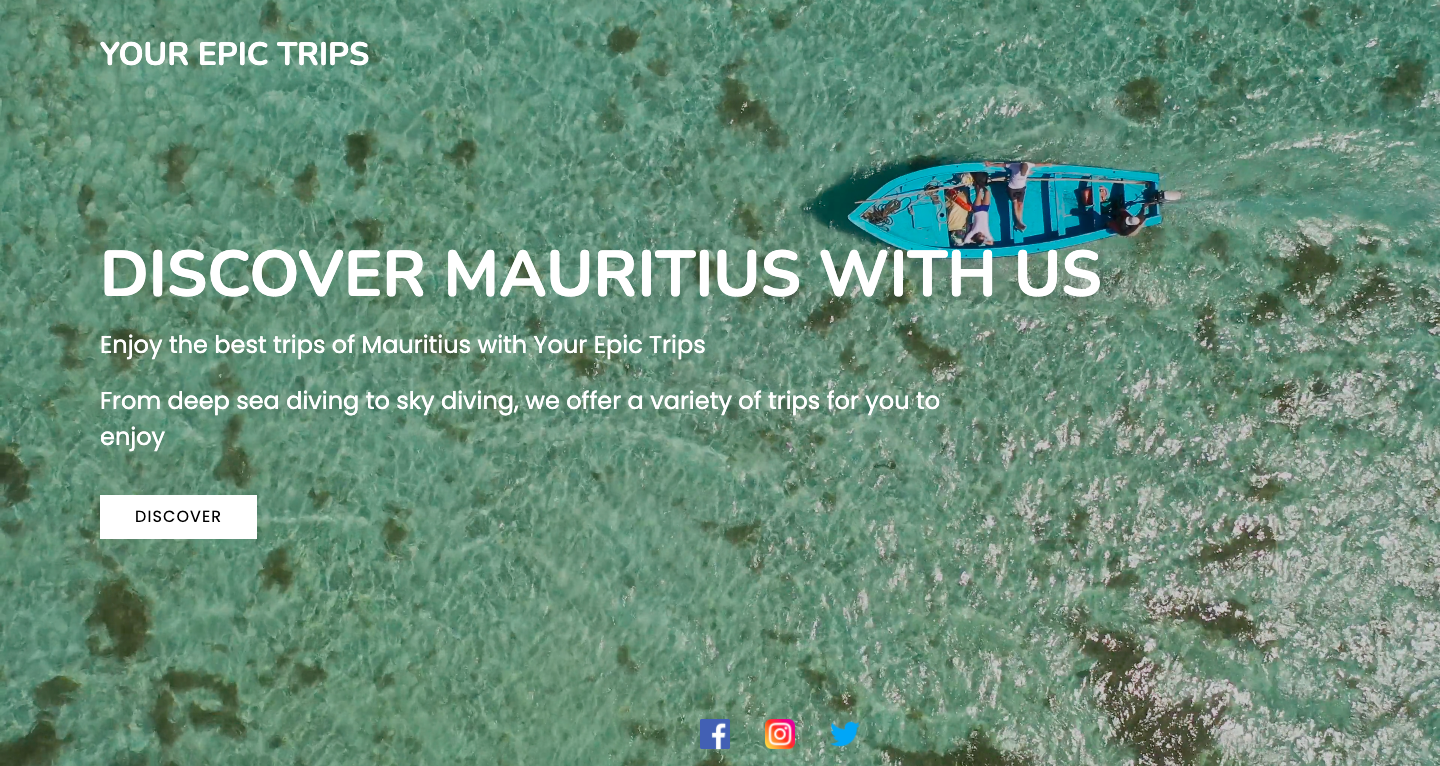 YOUR EPIC TRIPS
DISCOVER MAURITIUS WITH US
Enjoy the best trips of Mauritius with Your Epic Trips
From deep sea diving to sky diving, we offer a variety of trips for you to
enjoy
DISCOVER